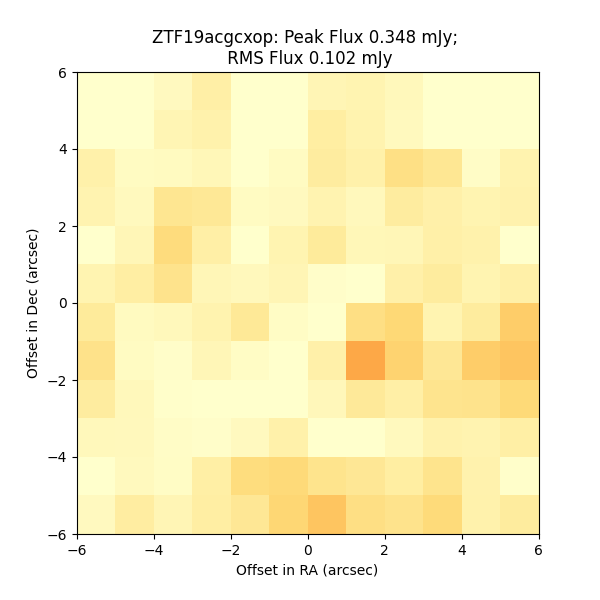 ZTF19acgcxop: Peak Flux 0.348 mJy;
RMS Flux 0.102 mJy
6
4
2
0
−2
−4
−6
Offset in Dec (arcsec)
−6 −4 −2 0 2 4 6
Offset in RA (arcsec)